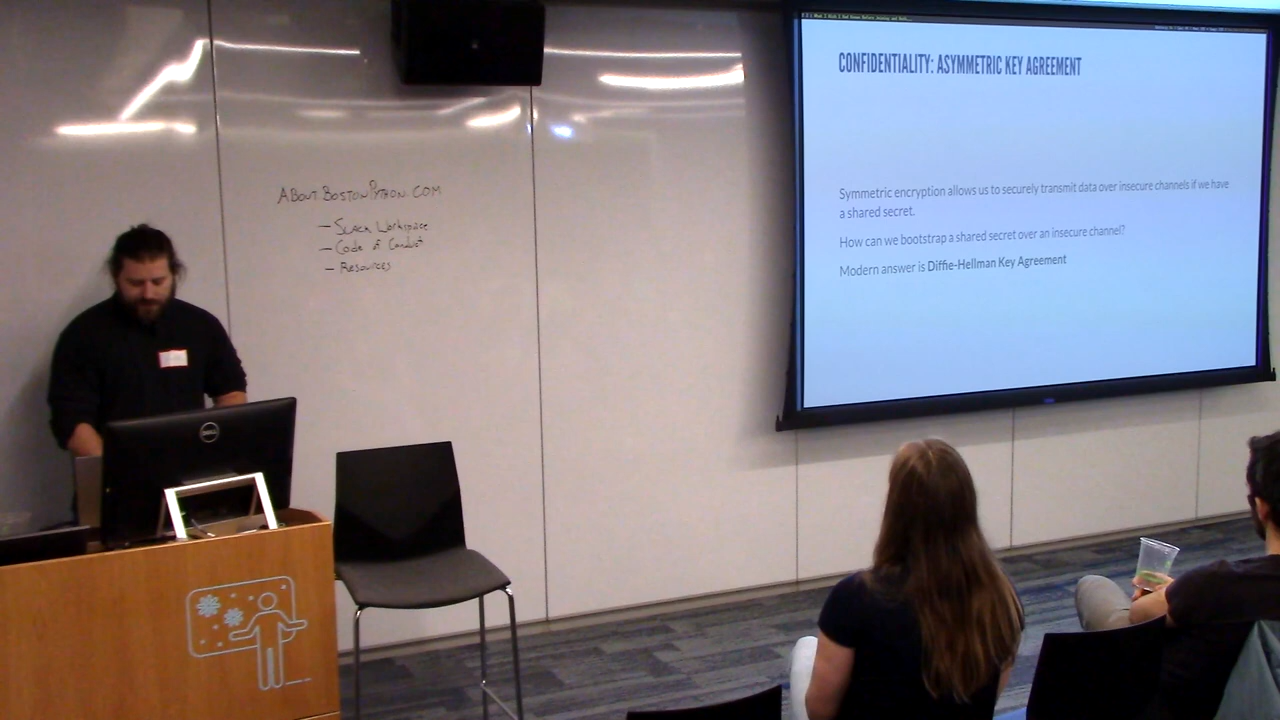 ABOUT.BOSTONPYTHON.COM
- Slack Workspace
- Code of Conduct
- Resources
CONFIDENTIALITY: ASYMMETRIC KEY AGREEMENT
Symmetric encryption allows us to securely transmit data over insecure channels if we have
a shared secret.
How can we bootstrap a shared secret over an insecure channel?
Modern answer is Diffie-Hellman Key Agreement
DELL